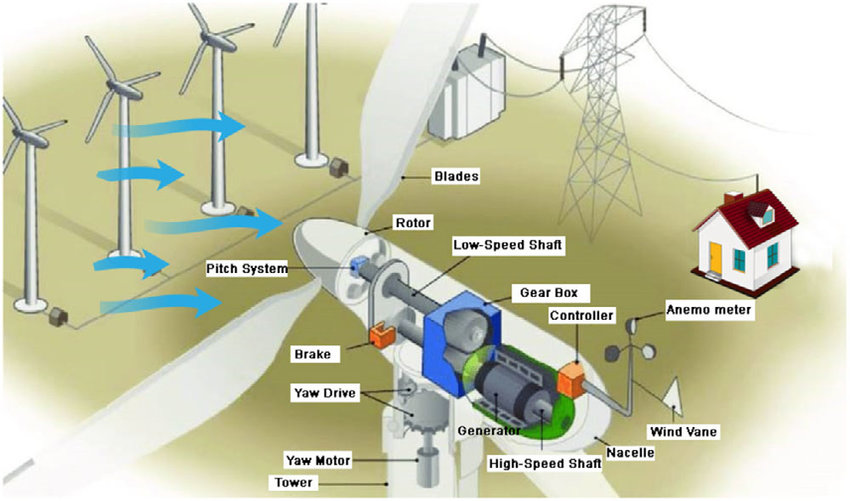 Blades
Rotor
Low-Speed Shaft
Pitch System
Gear Box
Controller
Anemo meter
Brake
Yaw Drive
Generator
Wind Vane
Nacelle
Yaw Motor
High-Speed Shaft
Tower